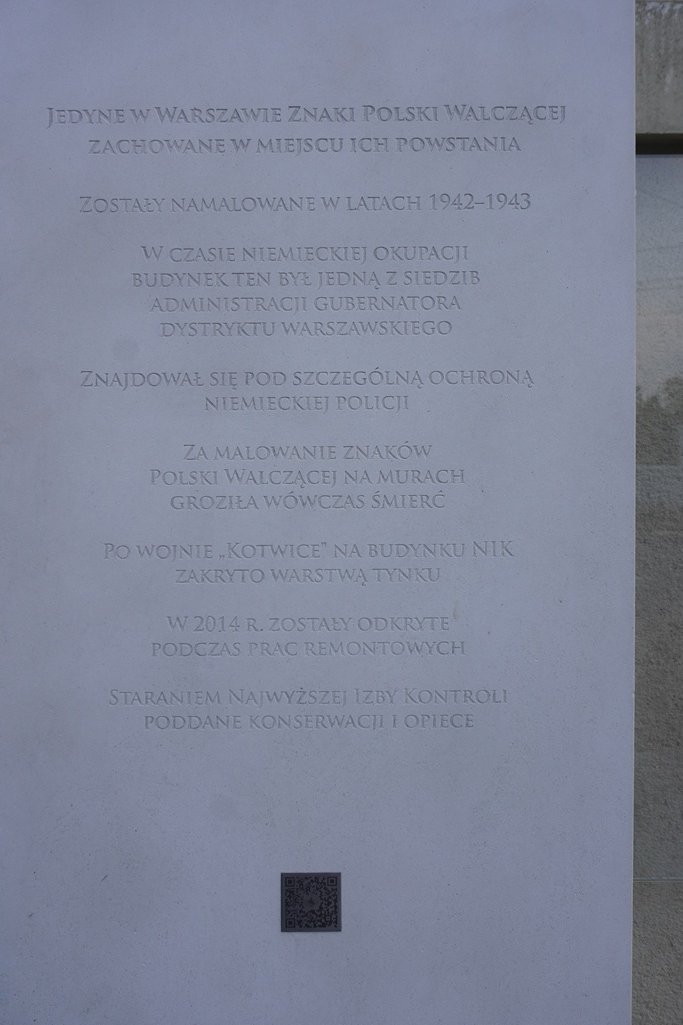 Jedyne w Warszawie Znaki Polski Walczącej
zachowane w miejscu ich powstania
Zostały namalowane w latach 1942–1943
W czasie niemieckiej okupacji
budynek ten był jedną z siedzib
administracji gubernatora
dystryktu warszawskiego
Znajdował się pod szczególną ochroną
niemieckiej policji
Za malowanie znaków
Polski Walczącej na murach
groziła wówczas śmierć
Po wojnie „Kotwice” na budynku NIK
zakryto warstwą tynku
W 2014 r. zostały odkryte
podczas prac remontowych
Staraniem Najwyższej Izby Kontroli
poddane konserwacji i opiece